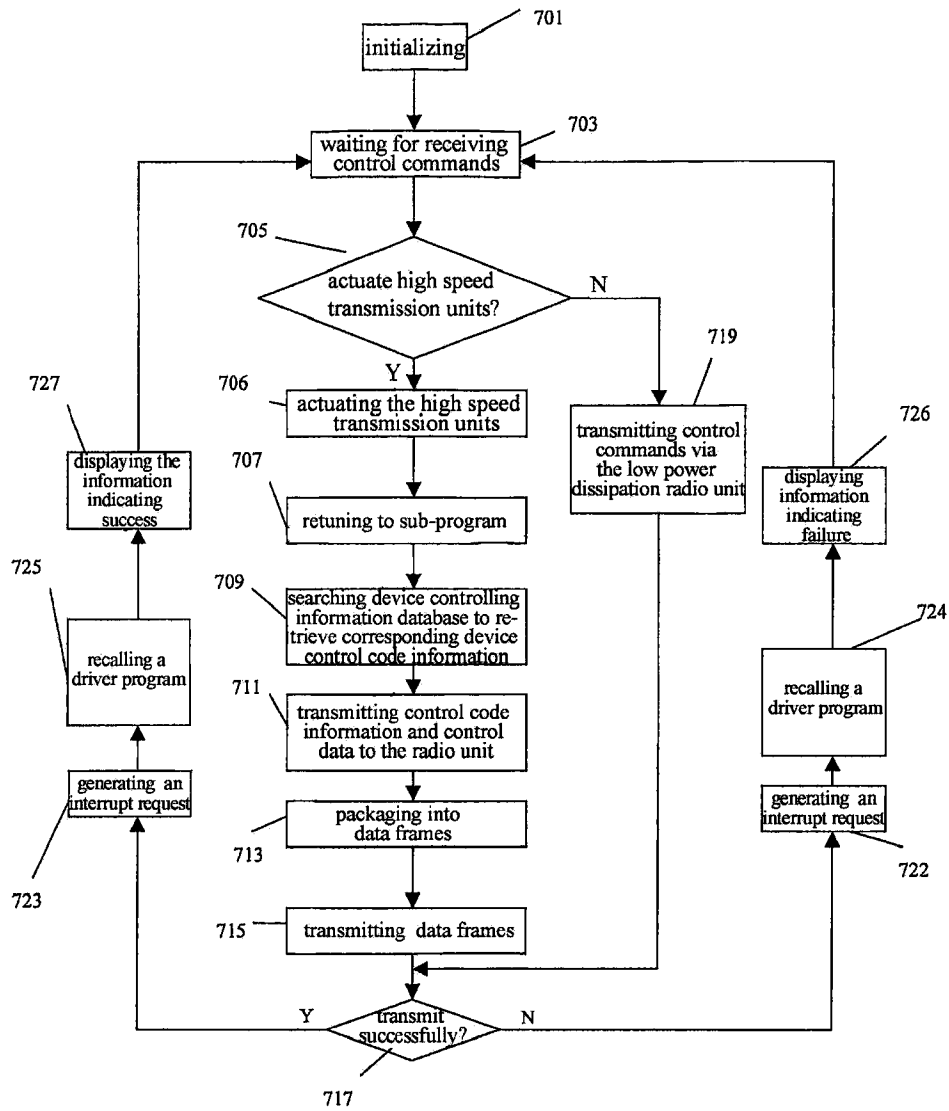 701
initializing
703
waiting for receiving
control commands
705
actuate high speed
transmission units?
N
Y
719
transmitting control
commands via
the low power
dissipation radio unit
706
actuating the high speed
transmission units
707
retuning to sub-program
709
searching device controlling
information database to re-
trieve corresponding device
control code information
711
transmitting control code
information and control
data to the radio unit
packaging into
data frames
713
715
transmitting data frames
transmit
successfully?
717
Y
N
727
displaying the
information
indicating
success
725
recalling a
driver program
generating an
interrupt request
723
726
displaying
information
indicating
failure
724
recalling a
driver program
generating an
interrupt request
722